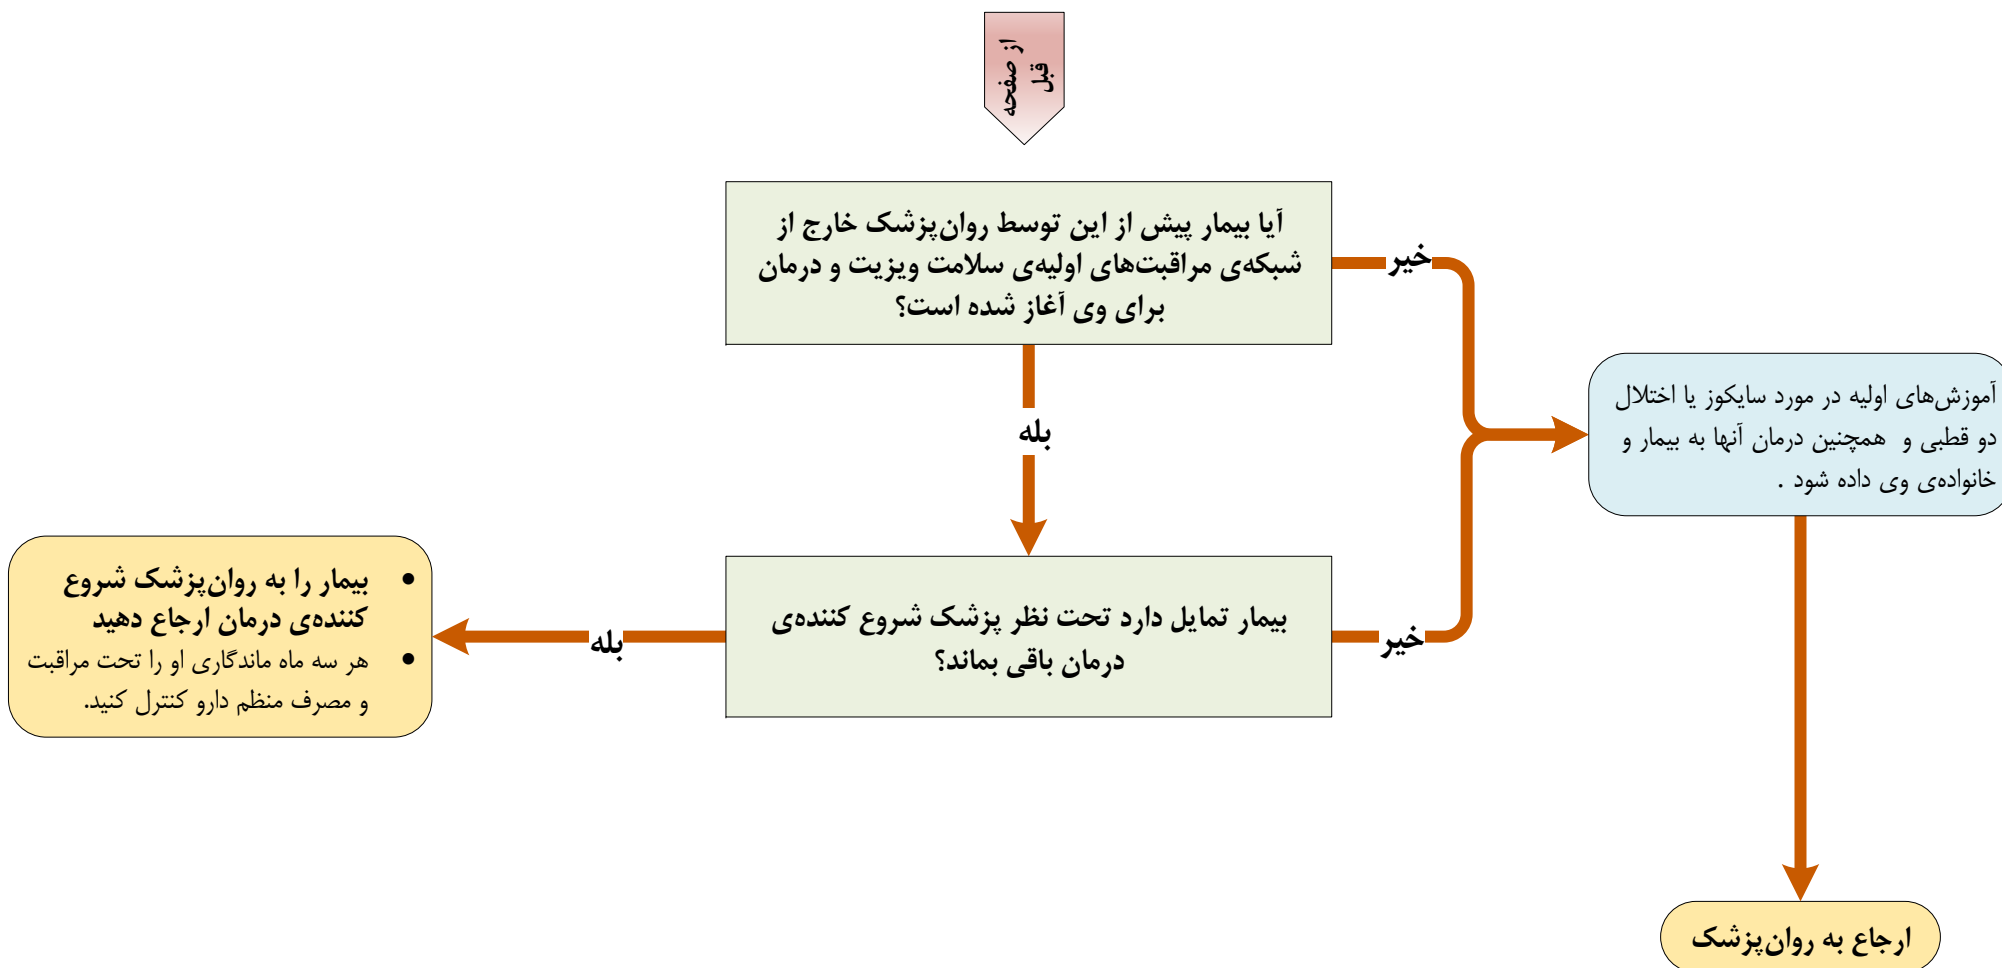 از صفحه
قبل
آیا بیمار پیش از این توسط روان‌پزشک خارج از
شبکه‌ی مراقبت‌های اولیه‌ی سلامت ویزیت و درمان
برای وی آغاز شده است؟
خیر
بله
آموزش‌های اولیه در مورد سایکوز یا اختلال
دو قطبی و همچنین درمان آنها به بیمار و
خانواده‌ی وی داده شود .
بیمار تمایل دارد تحت نظر پزشک شروع کننده‌ی
درمان باقی بماند؟
خیر
بله
• بیمار را به روان‌پزشک شروع
کننده‌ی درمان ارجاع دهید
• هر سه ماه ماندگاری او را تحت مراقبت
و مصرف منظم دارو کنترل کنید.
ارجاع به روان‌پزشک